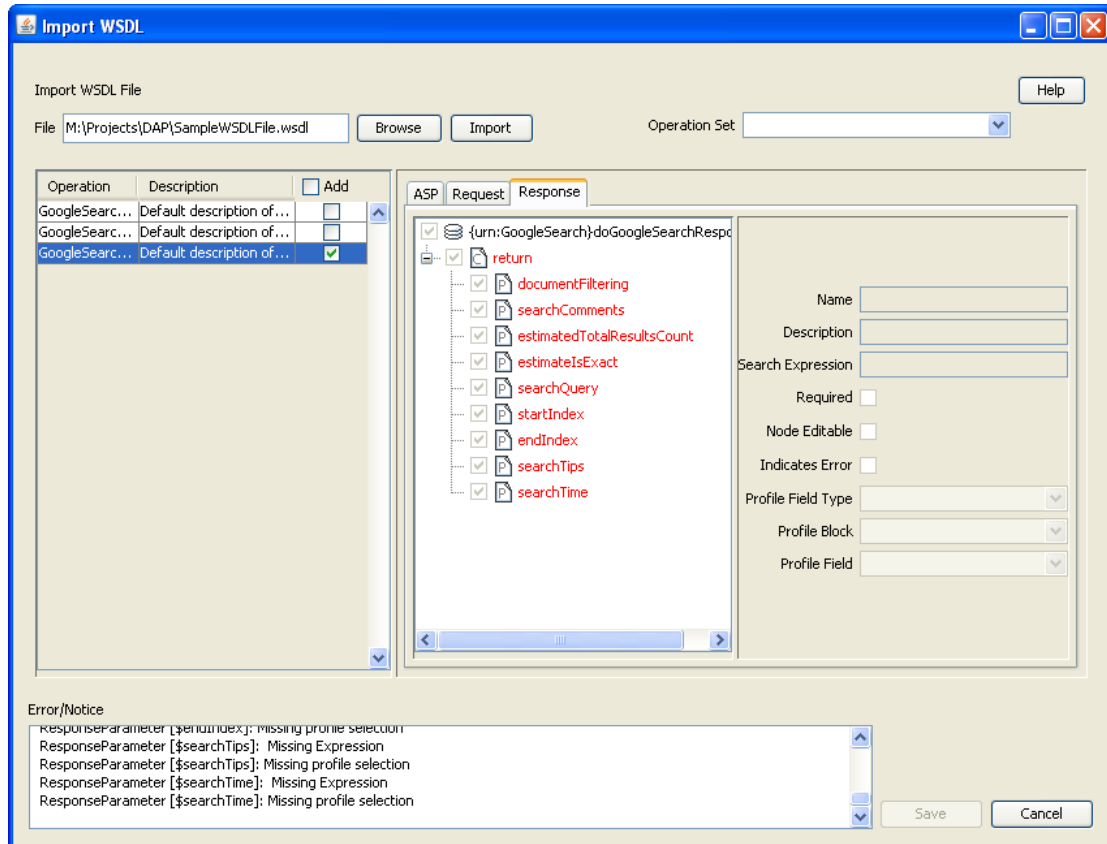 Import WSDL
Import WSDL File
Help
File M:\Projects\DAP\SampleWSDLFile.wsdl Browse Import Operation Set
Operation Description Add
GoogleSearc... Default description of...
GoogleSearc... Default description of...
GoogleSearc... Default description of...
ASP Request Response
{urn:GoogleSearch}doGoogleSearchRespo
C return
P documentFiltering
P searchComments
P estimatedTotalResultsCount
P estimateIsExact
P searchQuery
P startIndex
P endIndex
P searchTips
P searchTime
Name
Description
Search Expression
Required
Node Editable
Indicates Error
Profile Field Type
Profile Block
Profile Field
Error/Notice
ResponseParameter [$endIndex]: Missing profile selection
ResponseParameter [$searchTips]: Missing Expression
ResponseParameter [$searchTips]: Missing profile selection
ResponseParameter [$searchTime]: Missing Expression
ResponseParameter [$searchTime]: Missing profile selection
Save Cancel